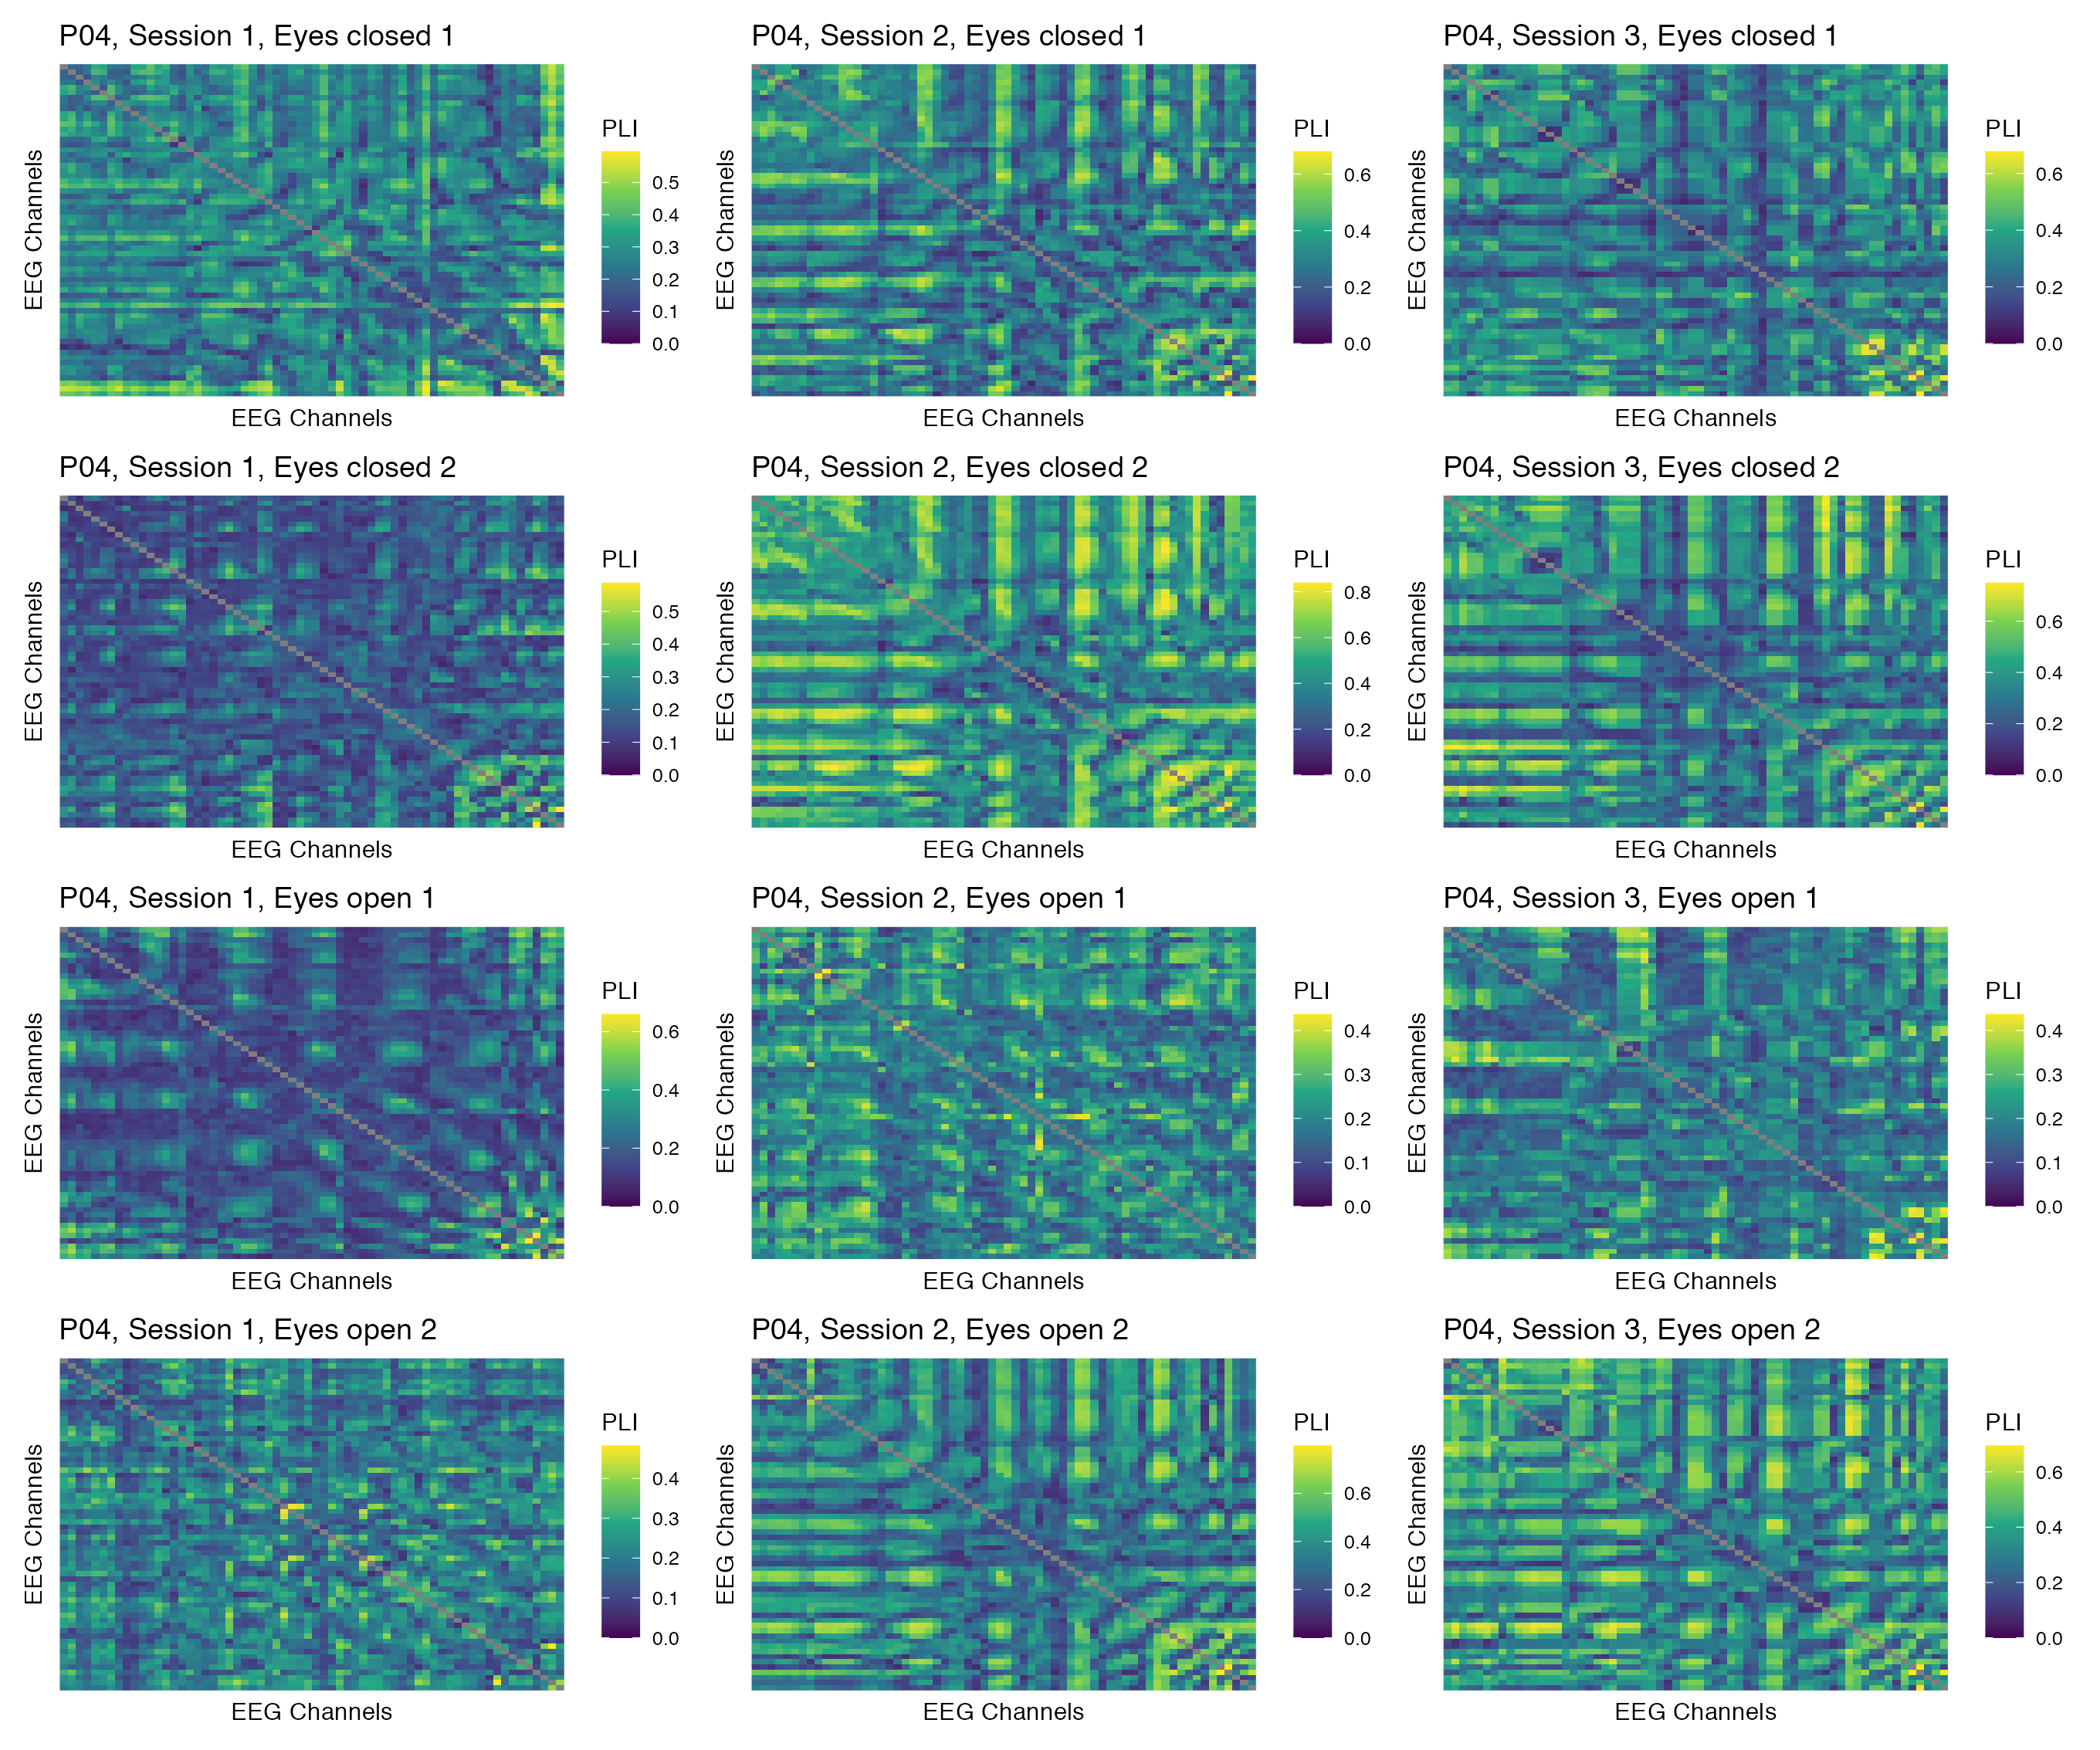 P04, Session 1, Eyes closed 1
EEG Channels
EEG Channels
PLI
0.5
0.4
0.3
0.2
0.1
0.0
P04, Session 2, Eyes closed 1
EEG Channels
EEG Channels
PLI
0.6
0.4
0.2
0.0
P04, Session 3, Eyes closed 1
EEG Channels
EEG Channels
PLI
0.6
0.4
0.2
0.0
P04, Session 1, Eyes closed 2
EEG Channels
EEG Channels
PLI
0.5
0.4
0.3
0.2
0.1
0.0
P04, Session 2, Eyes closed 2
EEG Channels
EEG Channels
PLI
0.8
0.6
0.4
0.2
0.0
P04, Session 3, Eyes closed 2
EEG Channels
EEG Channels
PLI
0.6
0.4
0.2
0.0
P04, Session 1, Eyes open 1
EEG Channels
EEG Channels
PLI
0.6
0.4
0.2
0.0
P04, Session 2, Eyes open 1
EEG Channels
EEG Channels
PLI
0.4
0.3
0.2
0.1
0.0
P04, Session 3, Eyes open 1
EEG Channels
EEG Channels
PLI
0.4
0.3
0.2
0.1
0.0
P04, Session 1, Eyes open 2
EEG Channels
EEG Channels
PLI
0.4
0.3
0.2
0.1
0.0
P04, Session 2, Eyes open 2
EEG Channels
EEG Channels
PLI
0.6
0.4
0.2
0.0
P04, Session 3, Eyes open 2
EEG Channels
EEG Channels
PLI
0.6
0.4
0.2
0.0